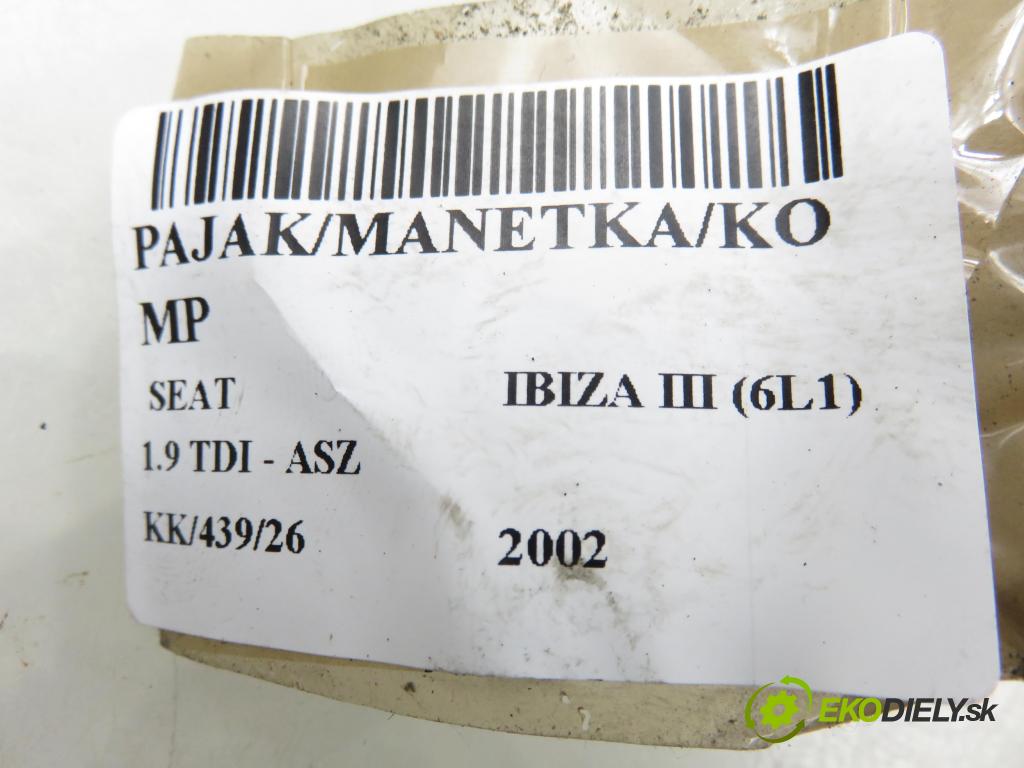 PAJAK/MANETKA/KO
MP
SEAT IBIZA III (6L1)
1.9 TDI - ASZ
KK/439/26 2002
EKODIELY.sk